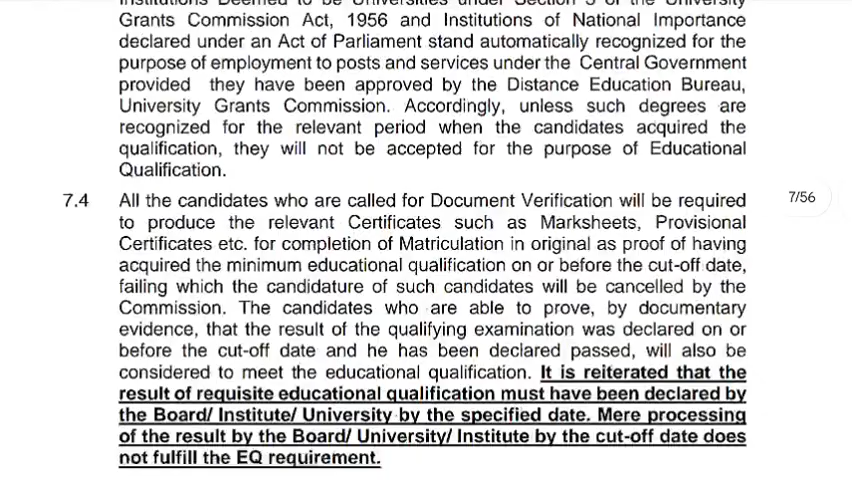 Institutions Deemed to be Universities under Section 3 of the University
Grants Commission Act, 1956 and Institutions of National Importance
declared under an Act of Parliament stand automatically recognized for the
purpose of employment to posts and services under the Central Government
provided they have been approved by the Distance Education Bureau,
University Grants Commission. Accordingly, unless such degrees are
recognized for the relevant period when the candidates acquired the
qualification, they will not be accepted for the purpose of Educational
Qualification.
7.4 All the candidates who are called for Document Verification will be required
7/56
to produce the relevant Certificates such as Marksheets, Provisional
Certificates etc. for completion of Matriculation in original as proof of having
acquired the minimum educational qualification on or before the cut-off date,
failing which the candidature of such candidates will be cancelled by the
Commission. The candidates who are able to prove, by documentary
evidence, that the result of the qualifying examination was declared on or
before the cut-off date and he has been declared passed, will also be
considered to meet the educational qualification. It is reiterated that the
result of requisite educational qualification must have been declared by
the Board/ Institute/ University by the specified date. Mere processing
of the result by the Board/ University/ Institute by the cut-off date does
not fulfill the EQ requirement.